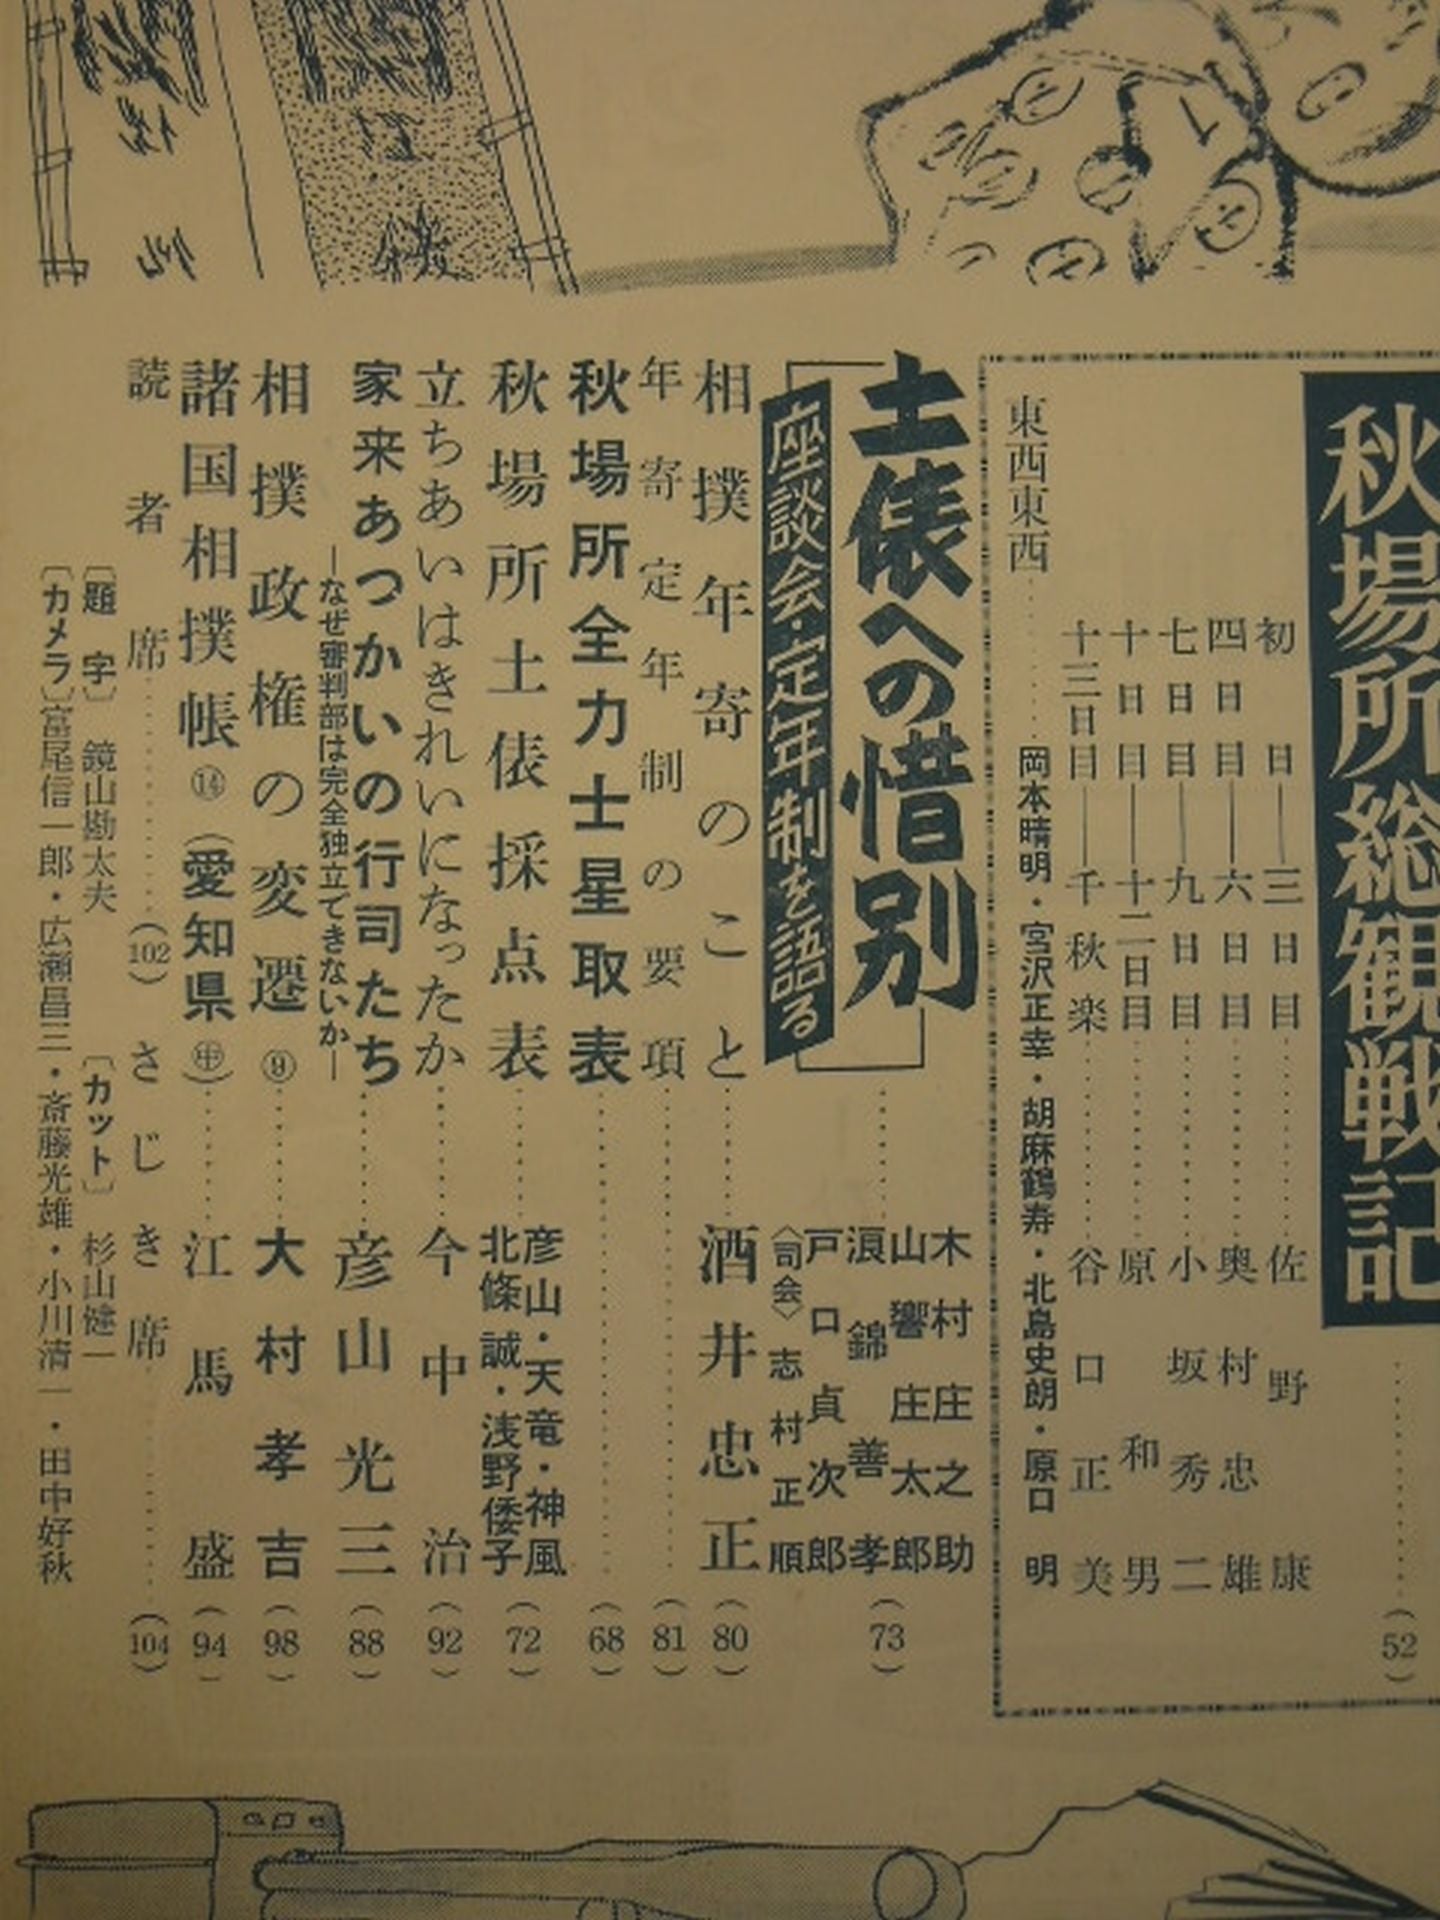 秋場所総観戦記……(52)
初日―三日目……佐野康
四日目―六日目……奥村忠雄
七日目―九日目……小坂秀二
十日目―十二日目……原和男
十三日目―千秋楽……谷口正美
東西東西……岡本晴明・宮沢正幸・胡麻鶴寿・北島史朗・原口明
土俵への惜別
座談会・定年制を語る
……(73)
木村庄之助
山響庄太郎
浪錦善孝
戸口貞次郎
〈司会〉志村正順
相撲年寄のこと……酒井忠正(80)
年寄定年制の要項……(81)
秋場所全力士星取表……(68)
秋場所土俵採点表……(72)
彦山・天竜・神風
北條誠・浅野倭子
立ちあいはきれいになったか……今中治(92)
家来あつかいの行司たち……彦山光三(88)
―なぜ審判部は完全独立できないか―
相撲政権の変遷⑨……大村孝吉(98)
諸国相撲帳⑭(愛知県㊥)……江馬盛(94)
読者席……(102) さじき席……(104)
〔題字〕鏡山勘太夫 〔カット〕杉山健一
〔カメラ〕富尾信一郎・広瀬昌三・斎藤光雄・小川清一・田中好秋